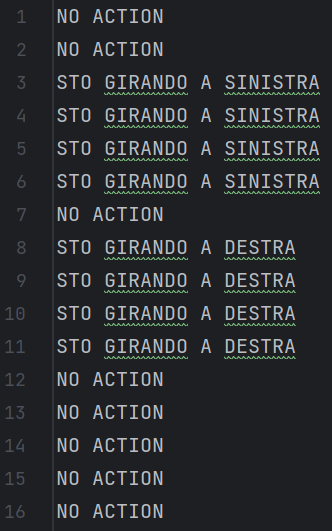 1 NO ACTION
2 NO ACTION
3 STO GIRANDO A SINISTRA
4 STO GIRANDO A SINISTRA
5 STO GIRANDO A SINISTRA
6 STO GIRANDO A SINISTRA
7 NO ACTION
8 STO GIRANDO A DESTRA
9 STO GIRANDO A DESTRA
10 STO GIRANDO A DESTRA
11 STO GIRANDO A DESTRA
12 NO ACTION
13 NO ACTION
14 NO ACTION
15 NO ACTION
16 NO ACTION